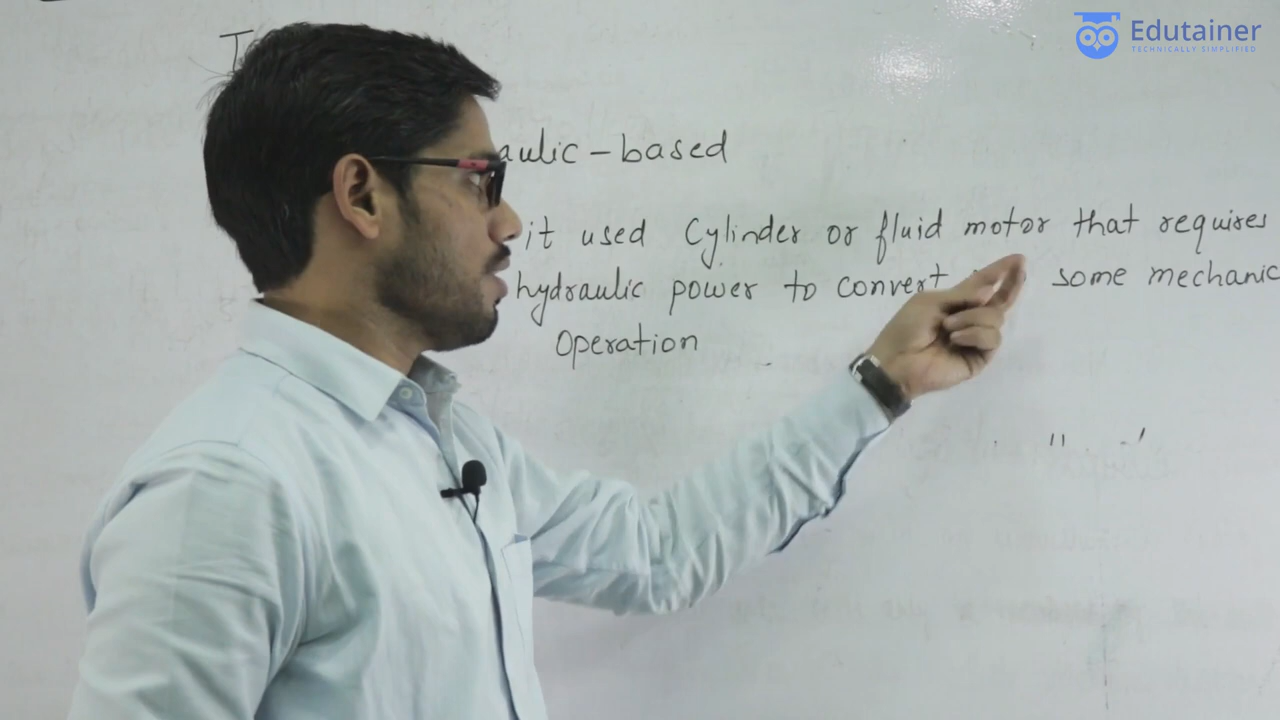 Edutainer
TECHNICALLY SIMPLIFIED
aulic - based
it used Cylinder or fluid motor that requires
hydraulic power to convert some mechanic
Operation